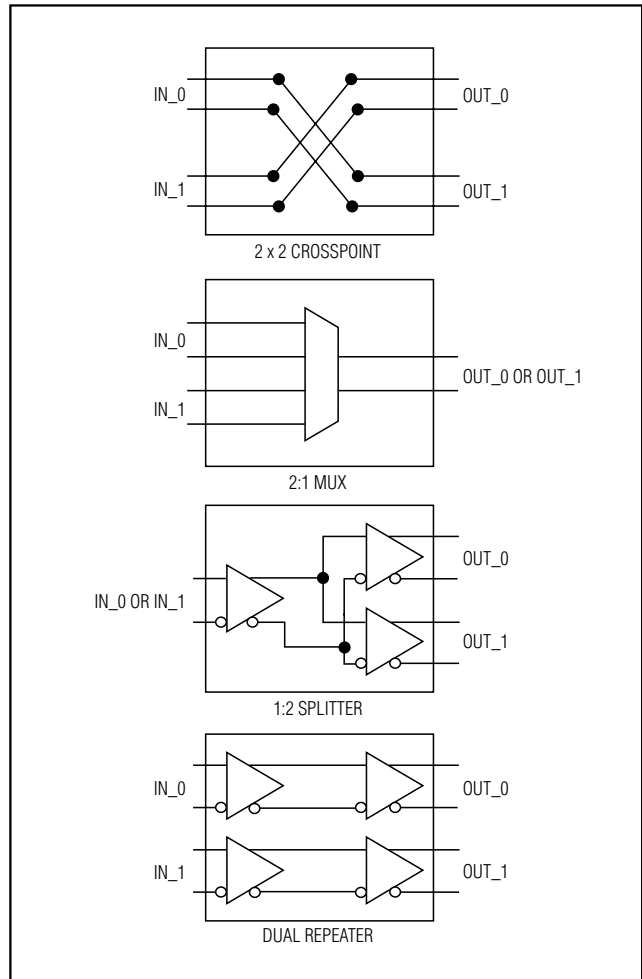 IN_0
OUT_0
IN_1
OUT_1
2 x 2 CROSSPOINT
IN_0
OUT_0 OR OUT_1
IN_1
2:1 MUX
OUT_0
IN_0 OR IN_1
OUT_1
1:2 SPLITTER
IN_0
OUT_0
IN_1
OUT_1
DUAL REPEATER